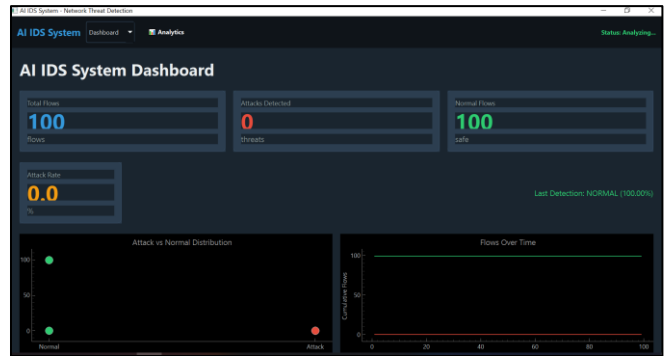 AI IDS System - Network Threat Detection
AI IDS System Dashboard Analytics Status: Analyzing...
AI IDS System Dashboard
Total Flows Attacks Detected Normal Flows
100 0 100
flows threats safe
Attack Rate
0.0
%
Last Detection: NORMAL (100.00%)
Attack vs Normal Distribution Flows Over Time
100
50
0
Normal Attack
Cumulative Flows
100
50
0
0 20 40 60 80 100